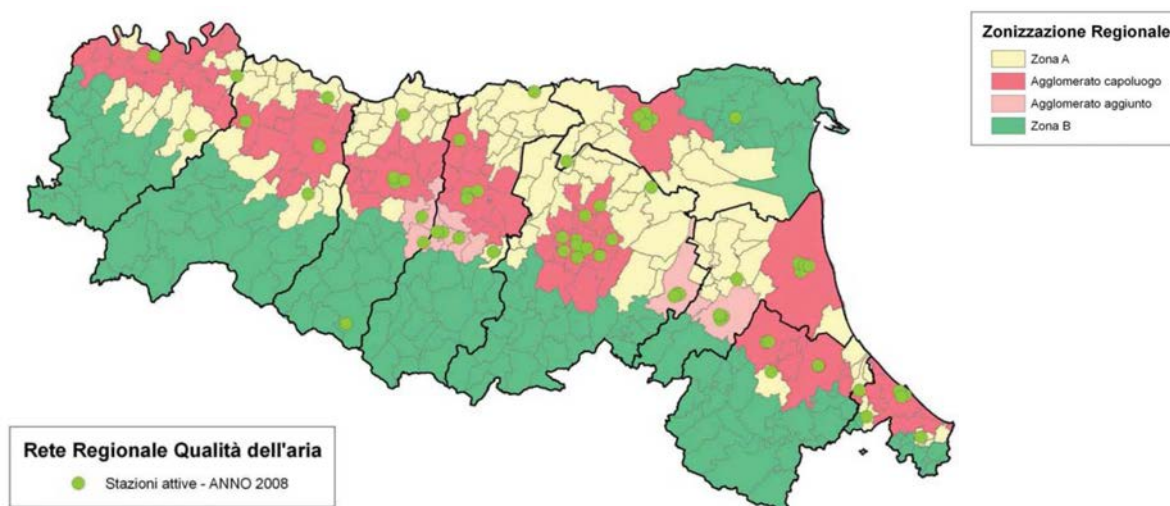 Zonizzazione Regionale
Zona A
Agglomerato capoluogo
Agglomerato aggiunto
Zona B
Rete Regionale Qualità dell'aria
Stazioni attive - ANNO 2008